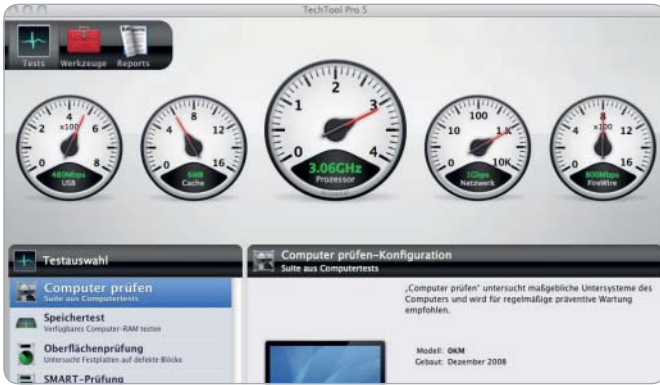 TechTool Pro 5
Tests Werkzeuge Reports
2 4 6 8 0
x100
480Mbps
USB
4 8 12 16 0
6MB
Cache
0 1 2 3 4
3.06GHz
Prozessor
0 10 100 1K 10K
1Gbps
Netzwerk
0 4 8 12 16
x100
800Mbps
FireWire
Testauswahl
Computer prüfen
Suite aus Computertests
Speichertest
Verfügbares Computer-RAM testen
Oberflächenprüfung
Untersucht Festplatten auf defekte Blöcke
SMART-Prüfung
Computer prüfen-Konfiguration
Suite aus Computertests
„Computer prüfen" untersucht maßgebliche Untersysteme des
Computers und wird für regelmäßige präventive Wartung
empfohlen.
Modell: 0KM
Gebaut: Dezember 2008